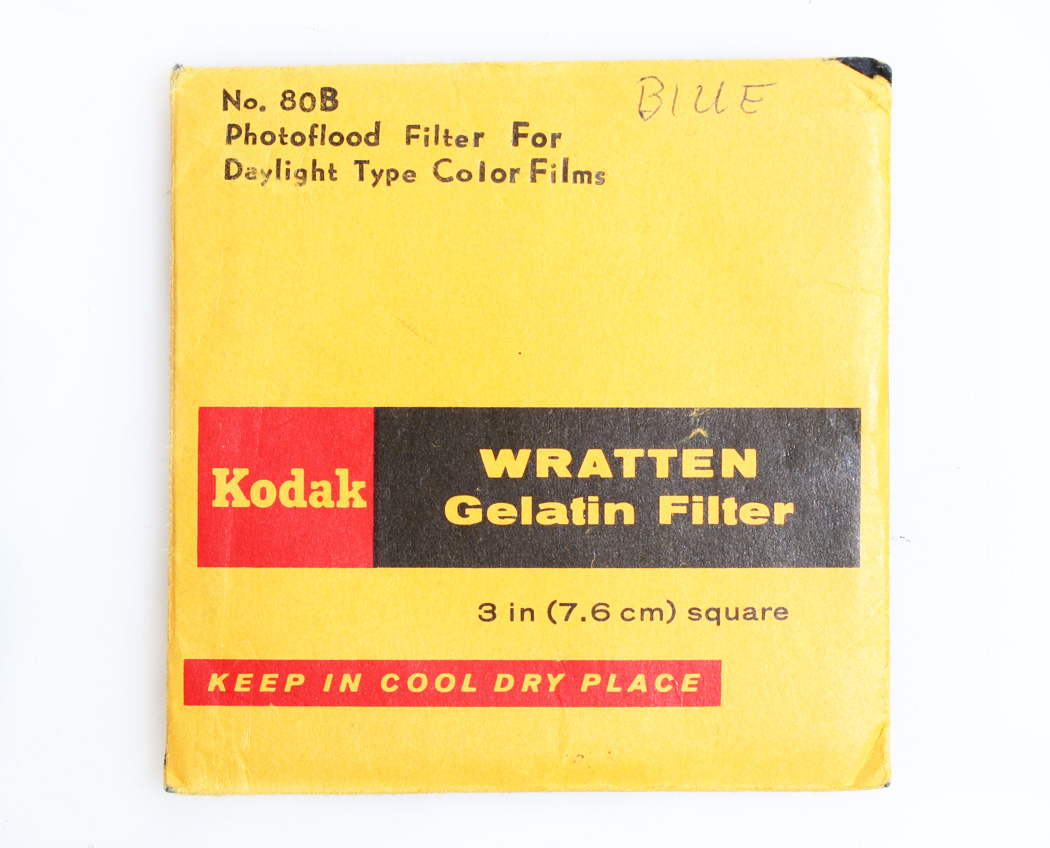 No. 80B
BlUE
Photoflood Filter For
Daylight Type Color Films
Kodak
WRATTEN
Gelatin Filter
3 in (7.6 cm) square
KEEP IN COOL DRY PLACE